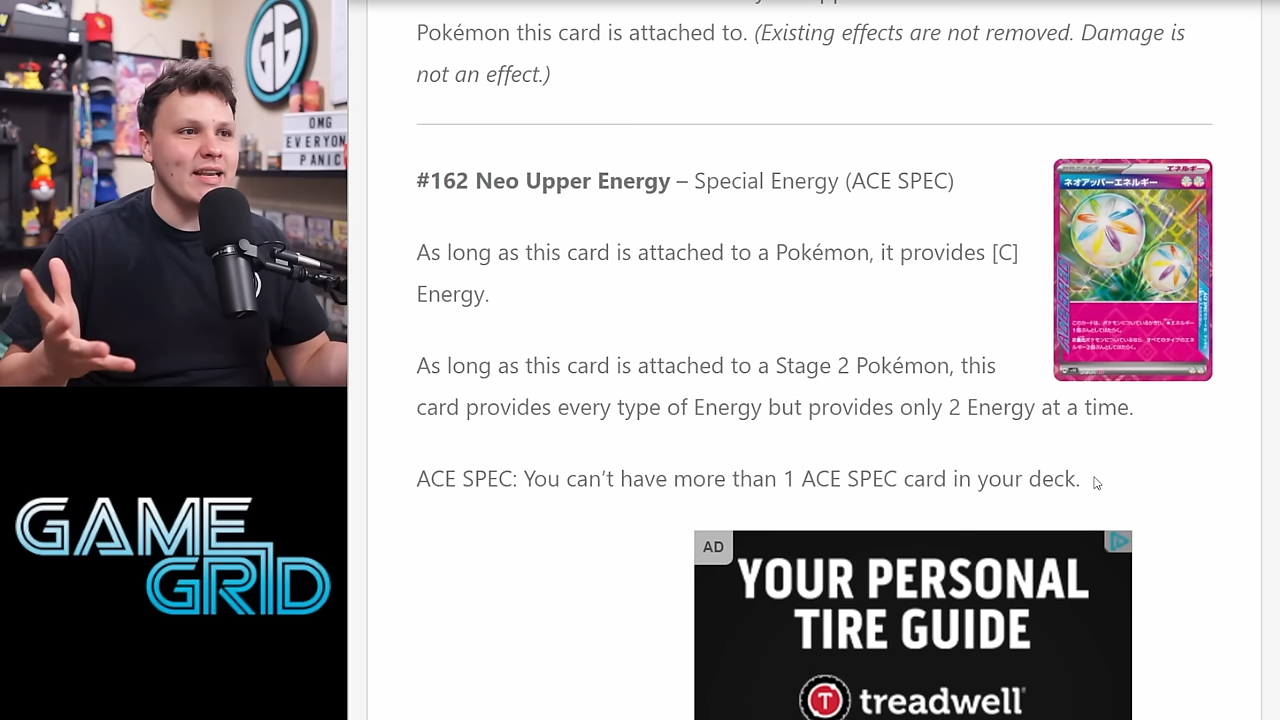 Pokémon this card is attached to. (Existing effects are not removed. Damage is
not an effect.)
GG
OMG
EVERYON
PANIC
#162 Neo Upper Energy – Special Energy (ACE SPEC)
As long as this card is attached to a Pokémon, it provides [C]
Energy.
As long as this card is attached to a Stage 2 Pokémon, this
card provides every type of Energy but provides only 2 Energy at a time.
ACE SPEC: You can’t have more than 1 ACE SPEC card in your deck.
エネルギー
ネオアッパーエネルギー
GAME
GRID
AD
YOUR PERSONAL
TIRE GUIDE
T
treadwell